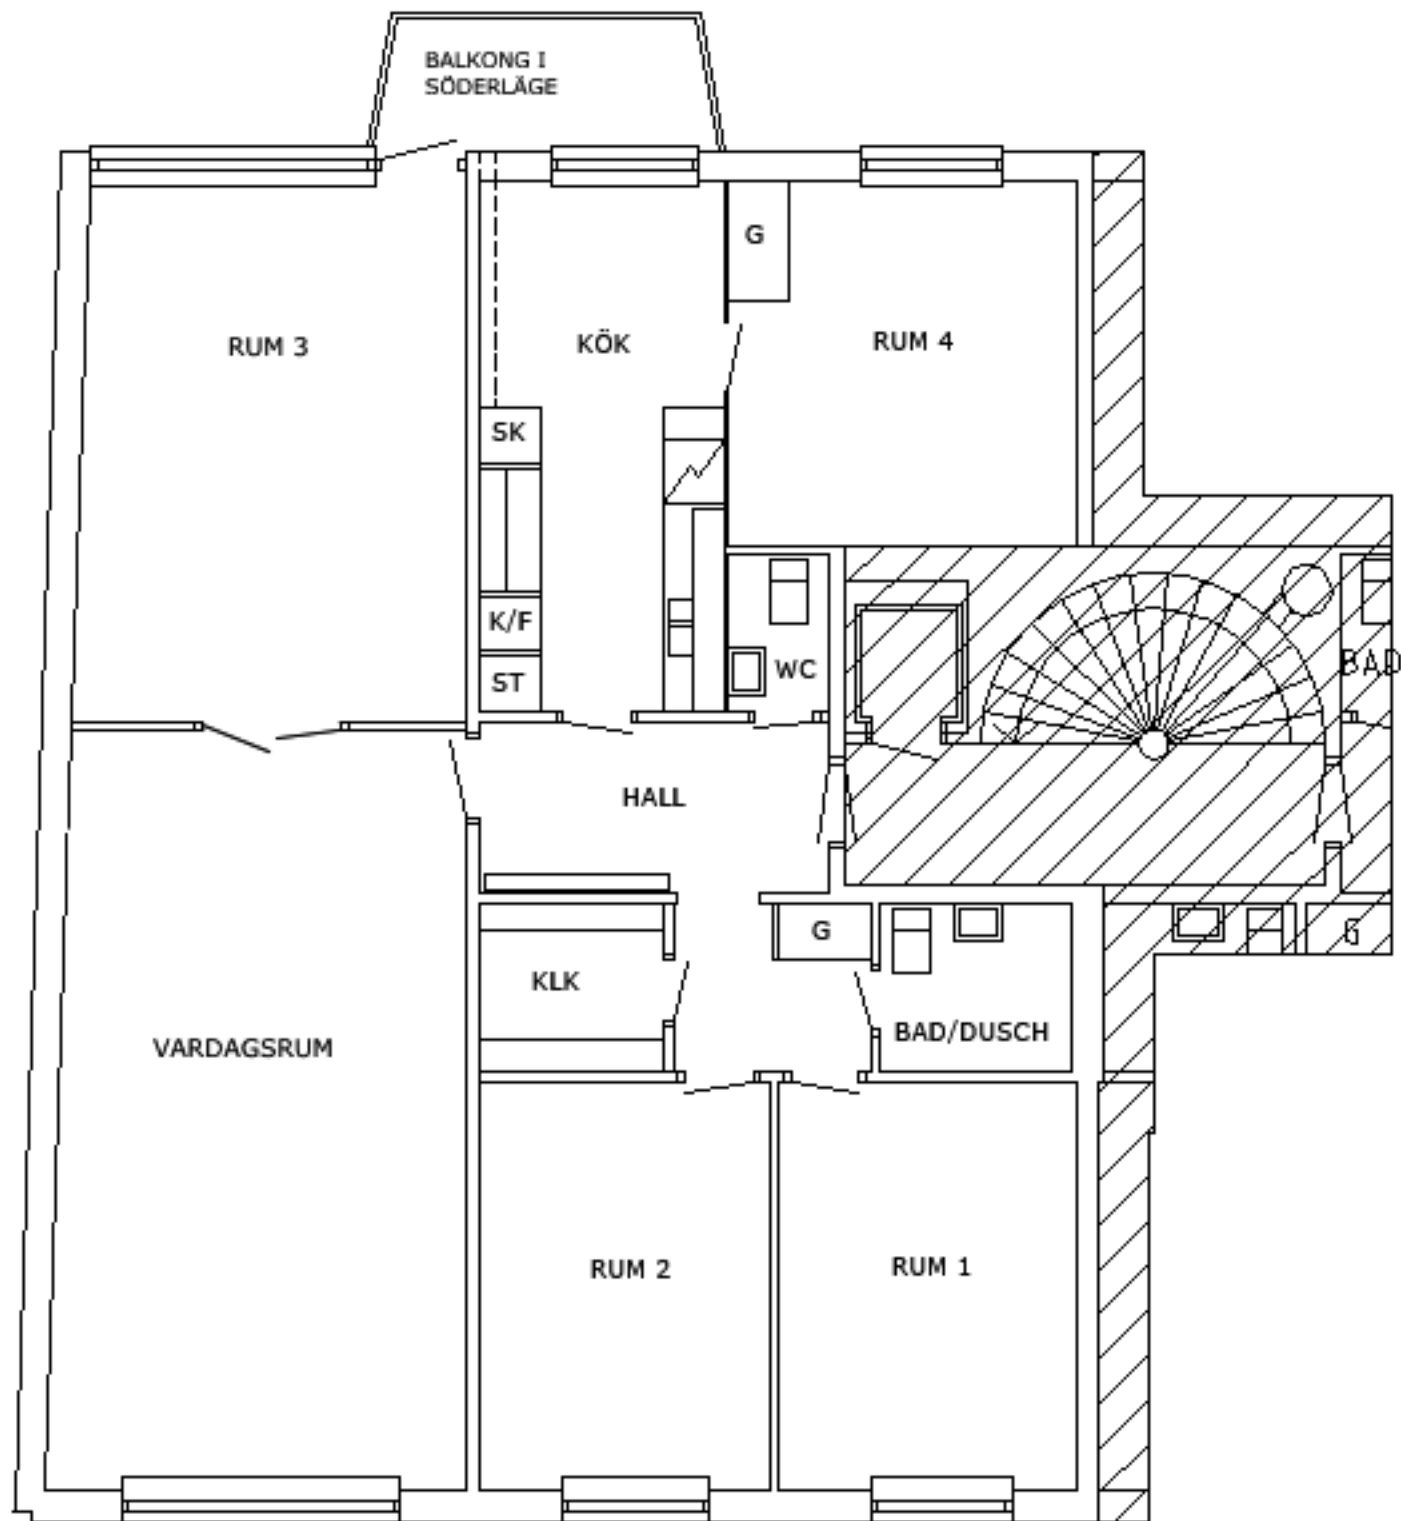 BALKONG I
SÖDERLÄGE
G
RUM 3
KÖK
RUM 4
SK
K/F
ST
WC
BAD
HALL
G
G
KLK
BAD/DUSCH
VARDAGSRUM
RUM 2
RUM 1